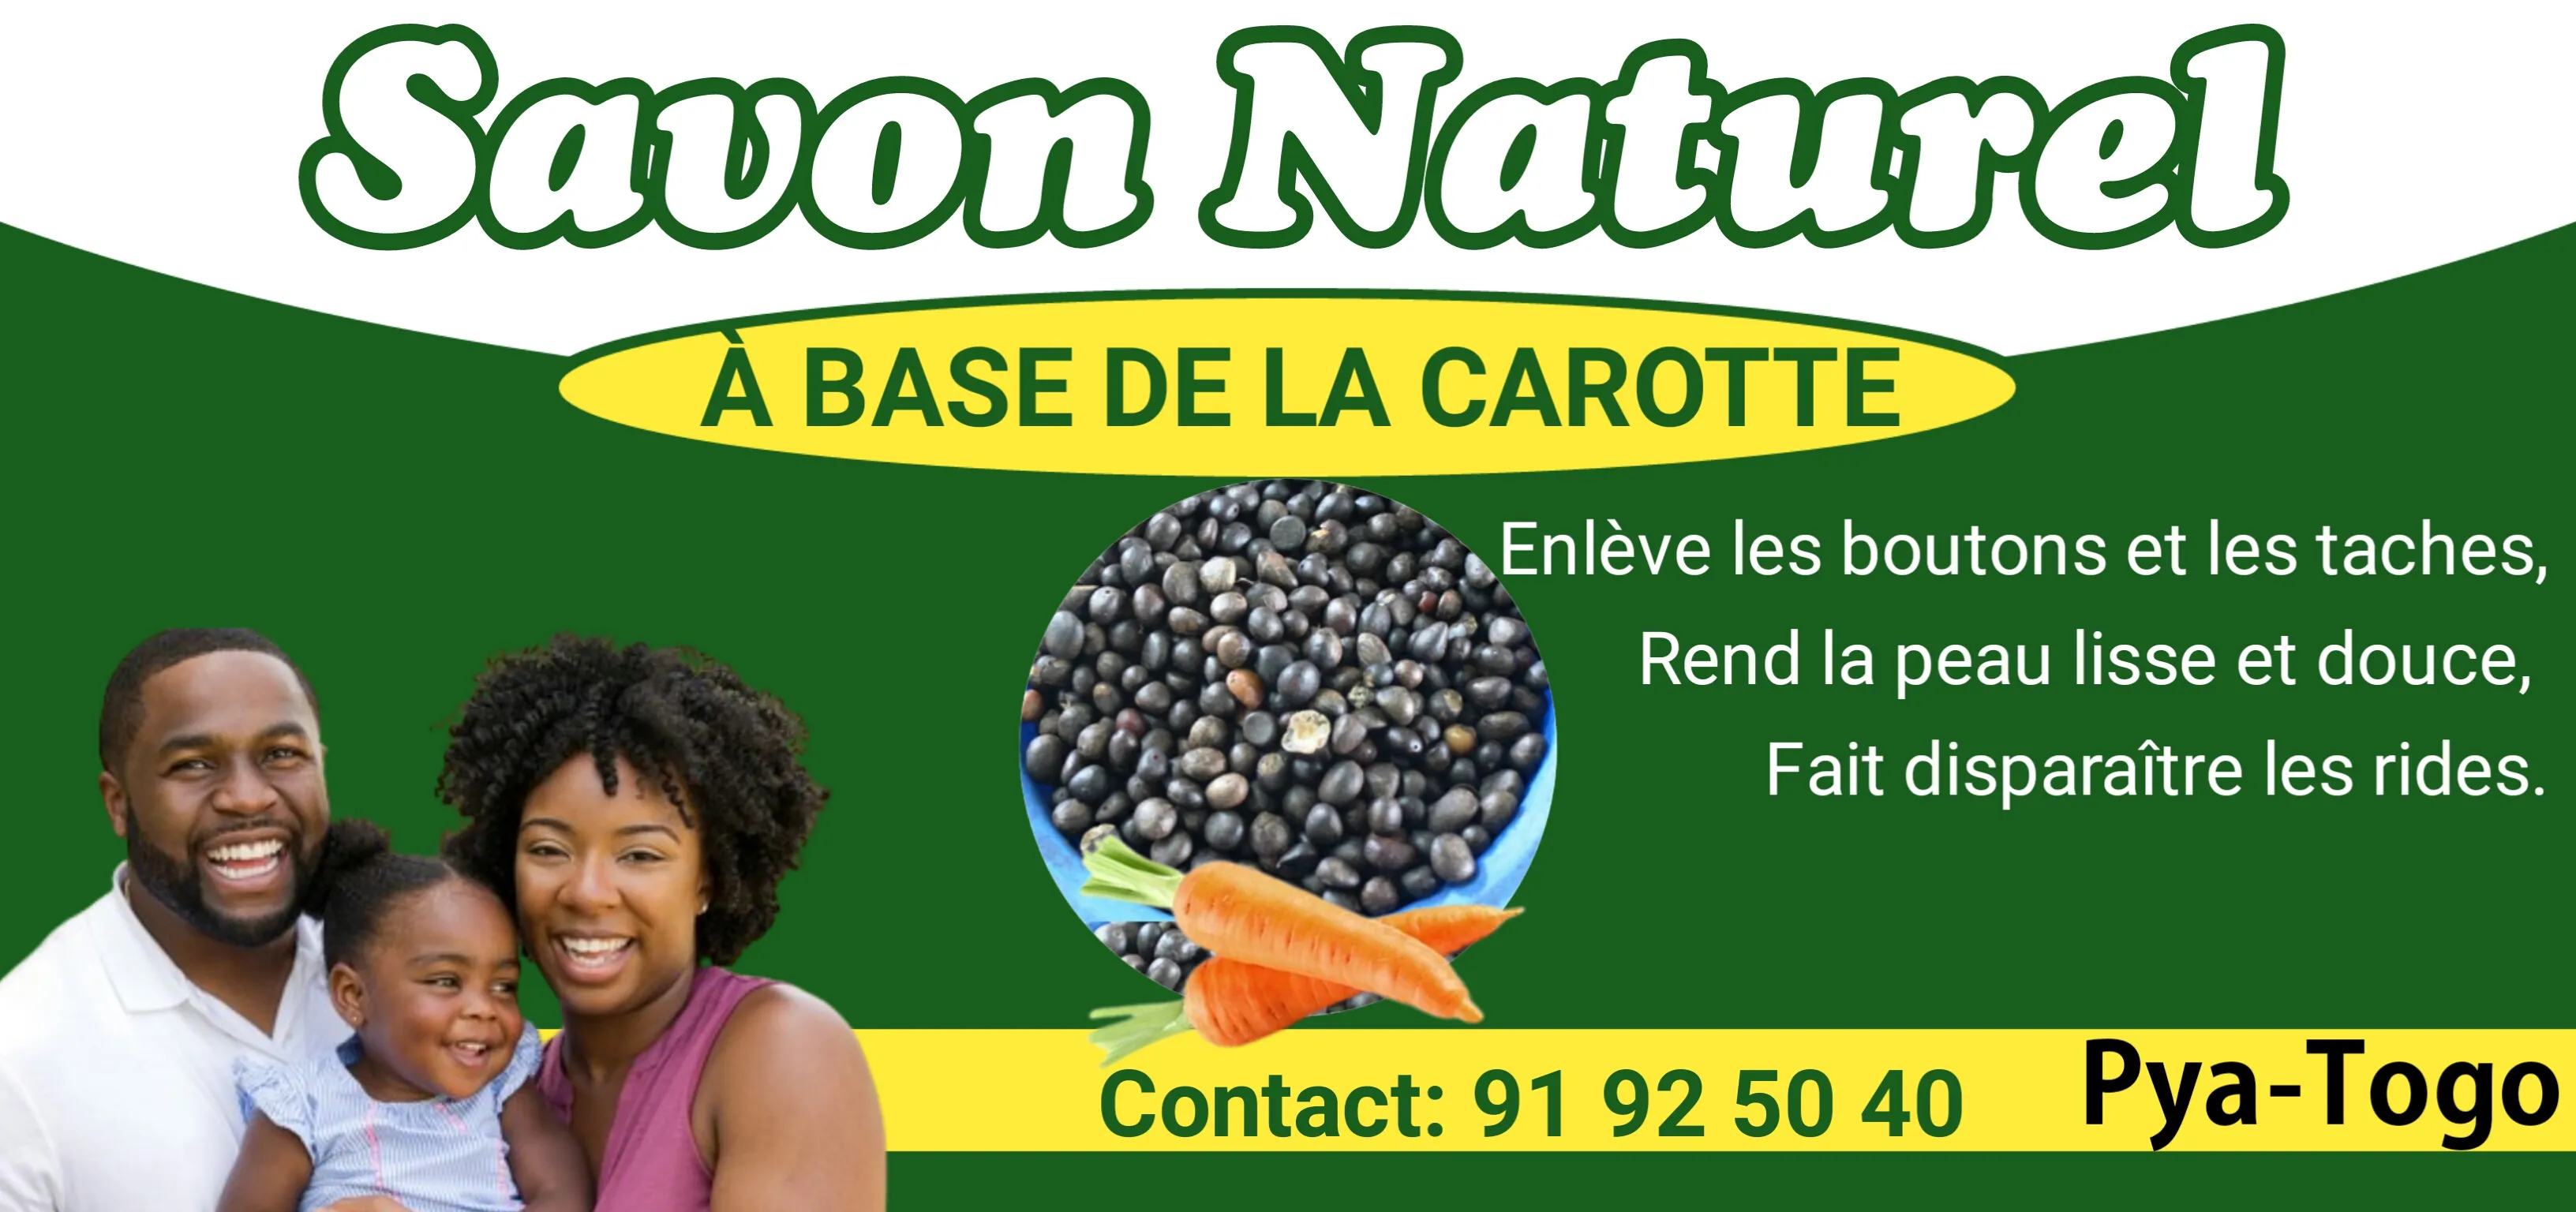 Savon Naturel
À BASE DE LA CAROTTE
Enlève les boutons et les taches,
Rend la peau lisse et douce,
Fait disparaître les rides.
Contact: 91 92 50 40
Pya-Togo